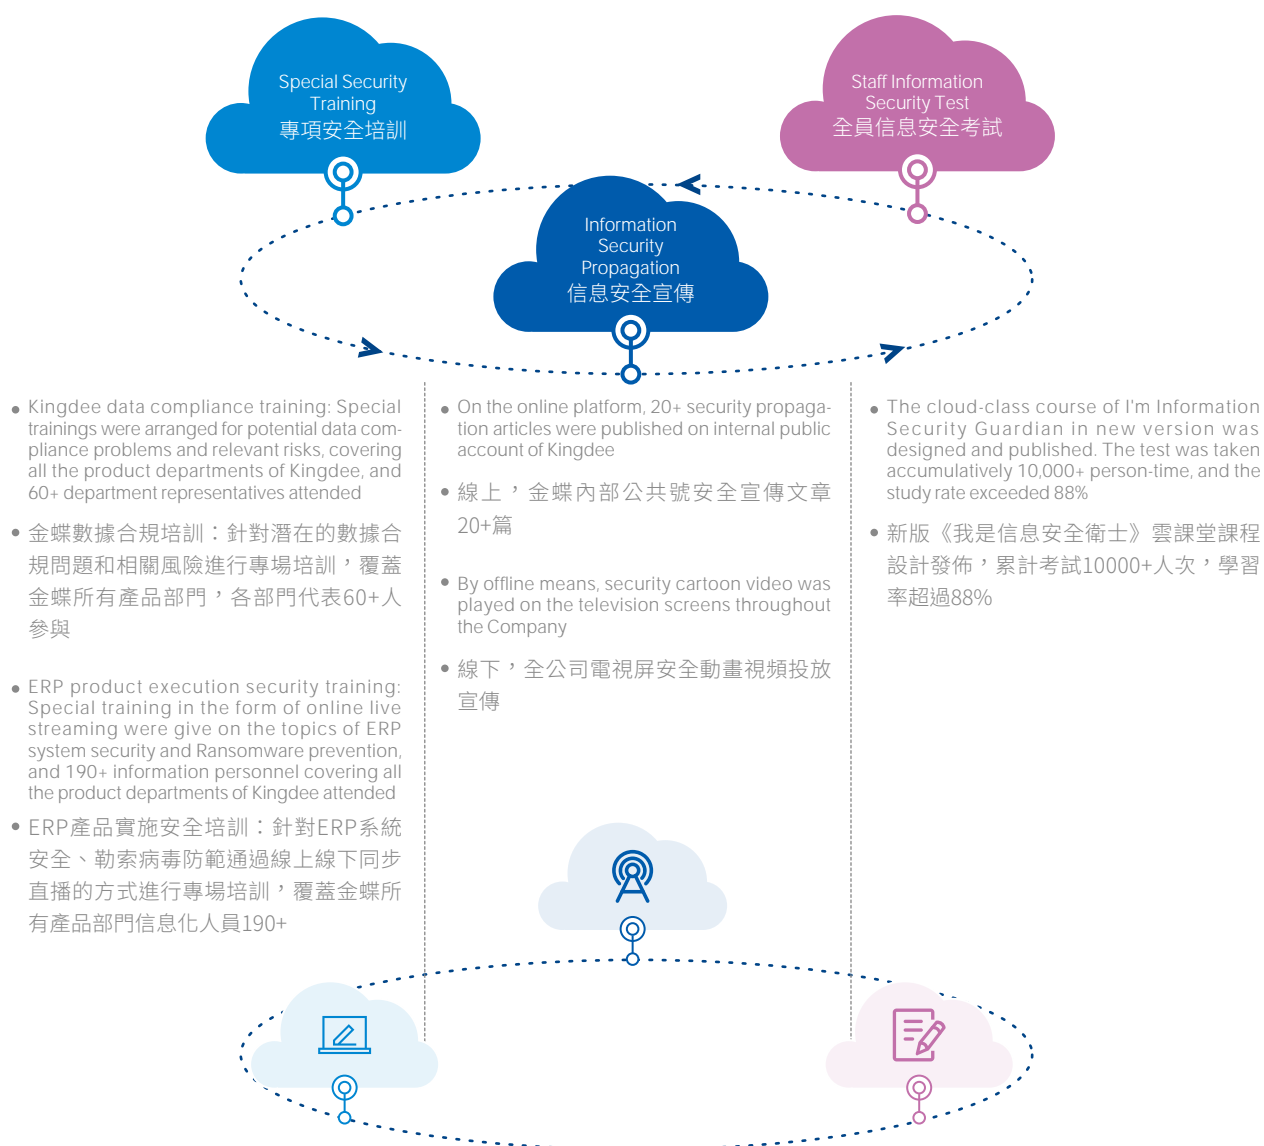 Special Security
Training
專項安全培訓
Staff Information
Security Test
全員信息安全考試
Information
Security
Propagation
信息安全宣傳
• Kingdee data compliance training: Special
trainings were arranged for potential data com-
pliance problems and relevant risks, covering
all the product departments of Kingdee, and
60+ department representatives attended
• 金蝶數據合規培訓：針對潛在的數據合
規問題和相關風險進行專場培訓，覆蓋
金蝶所有產品部門，各部門代表60+人
參與
• ERP product execution security training:
Special training in the form of online live
streaming were give on the topics of ERP
system security and Ransomware prevention,
and 190+ information personnel covering all
the product departments of Kingdee attended
• ERP產品實施安全培訓：針對ERP系統
安全、勒索病毒防範通過線上線下同步
直播的方式進行專場培訓，覆蓋金蝶所
有產品部門信息化人員190+
• On the online platform, 20+ security propaga-
tion articles were published on internal public
account of Kingdee
• 線上，金蝶內部公共號安全宣傳文章
20+篇
• By offline means, security cartoon video was
played on the television screens throughout
the Company
• 線下，全公司電視屏安全動畫視頻投放
宣傳
• The cloud-class course of I'm Information
Security Guardian in new version was
designed and published. The test was taken
accumulatively 10,000+ person-time, and the
study rate exceeded 88%
• 新版《我是信息安全衛士》雲課堂課程
設計發佈，累計考試10000+人次，學習
率超過88%